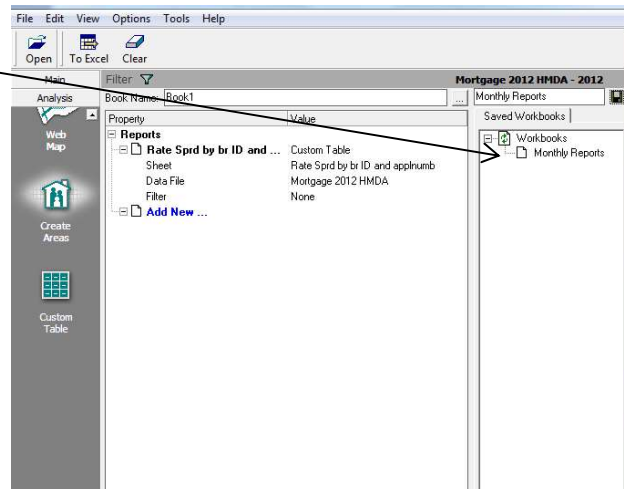 File Edit View Options Tools Help
Open To Excel Clear
Main
Analysis
Web Map
Create Areas
Custom Table
Filter
Mortgage 2012 HMDA - 2012
Book Name: Book1 ...
Monthly Reports
Property Value
Reports
Rate Sprd by br ID and ... Custom Table
Sheet Rate Sprd by br ID and applnumb
Data File Mortgage 2012 HMDA
Filter None
Add New ...
Saved Workbooks
Workbooks
Monthly Reports